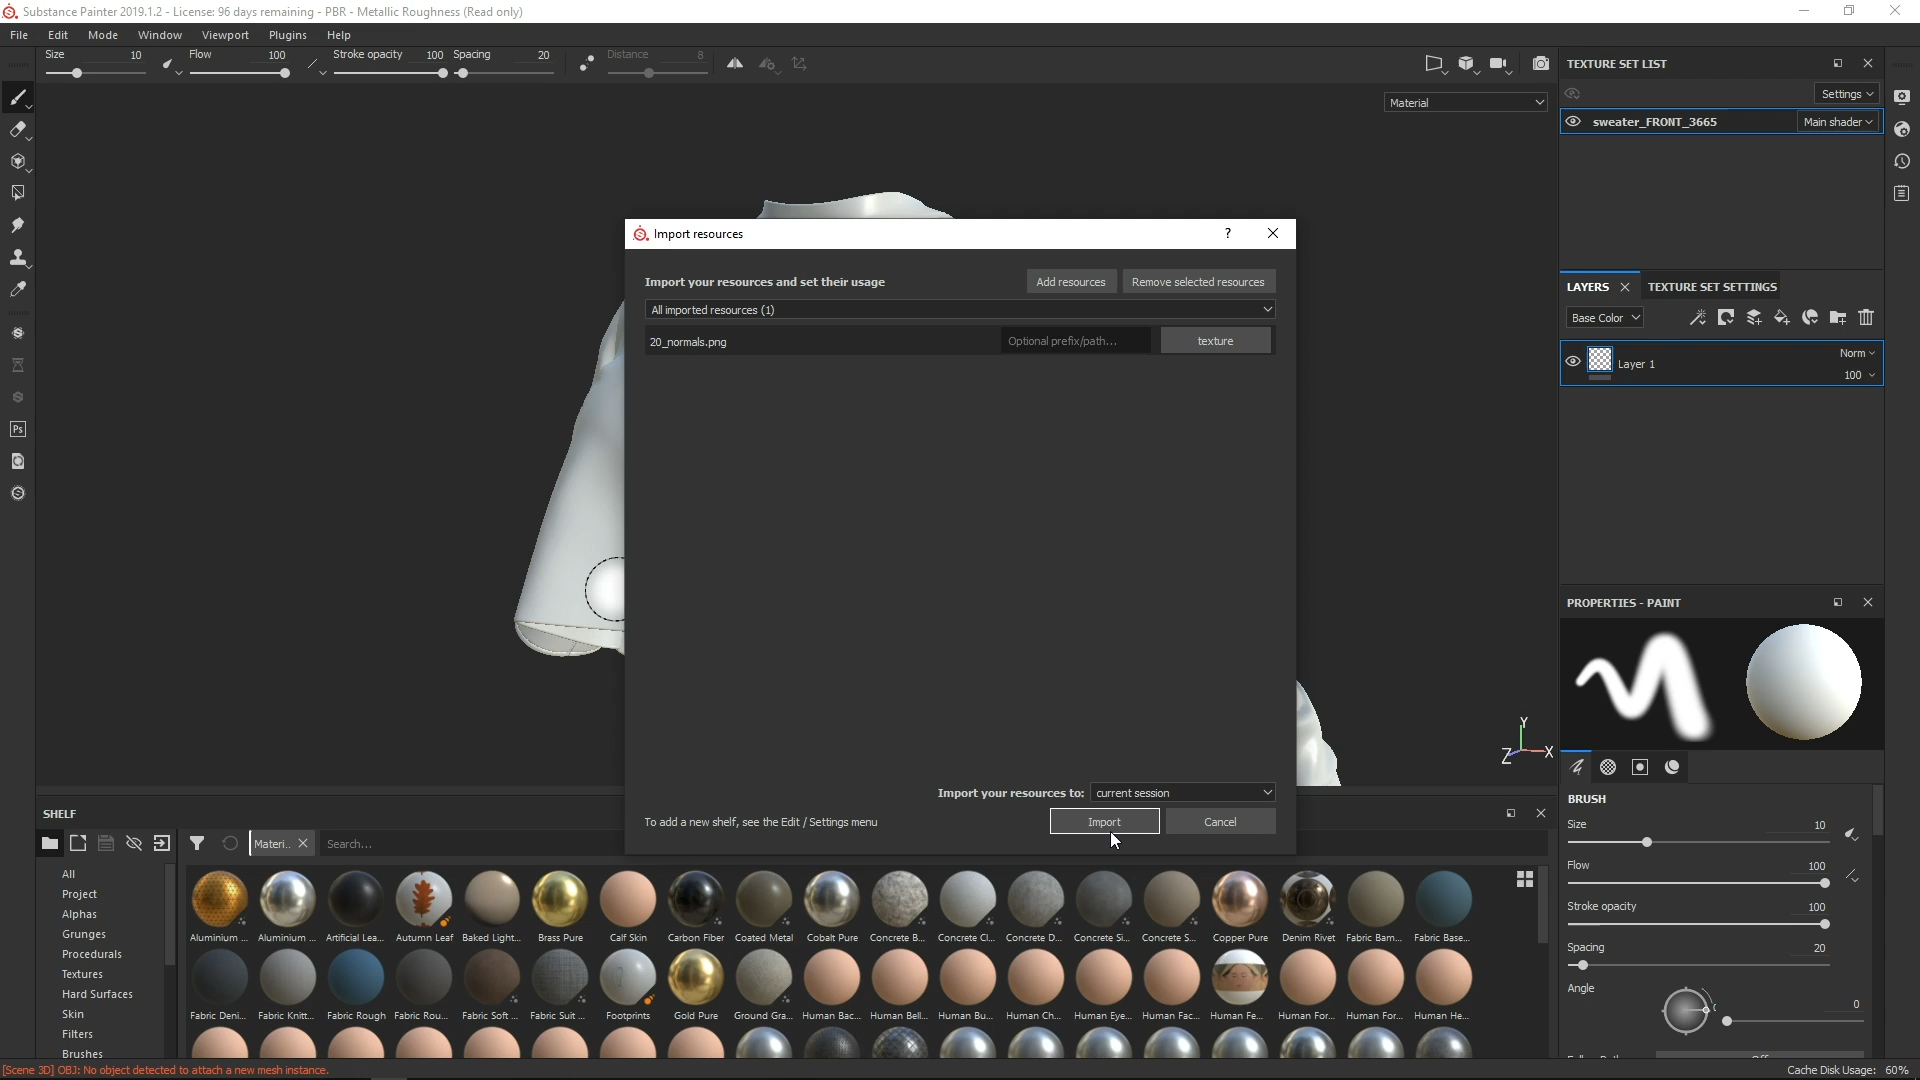 Substance Painter 2019.1.2 - License: 96 days remaining - PBR - Metallic Roughness (Read only)
File Edit Mode Window Viewport Plugins Help
Size 10 Flow 100 Stroke opacity 100 Spacing 20 Distance 8
Material
TEXTURE SET LIST
Settings
sweater_FRONT_3665 Main shader
Import resources ?
Import your resources and set their usage Add resources Remove selected resources
All imported resources (1)
20_normals.png Optional prefix/path... texture
LAYERS TEXTURE SET SETTINGS
Base Color
Layer 1 Norm
100
Ps
PROPERTIES - PAINT
Y
Z X
BRUSH
Size 10
Flow 100
Stroke opacity 100
Spacing 20
Angle
0
Import your resources to: current session
To add a new shelf, see the Edit / Settings menu Import Cancel
SHELF
Materi.. Search...
All
Project
Alphas
Grunges
Procedurals
Textures
Hard Surfaces
Skin
Filters
Brushes
Aluminium ... Aluminium ... Artificial Lea... Autumn Leaf Baked Light... Brass Pure Calf Skin Carbon Fiber Coated Metal Cobalt Pure Concrete B... Concrete Cl... Concrete D... Concrete Si... Concrete S... Copper Pure Denim Rivet Fabric Bam... Fabric Base...
Fabric Deni... Fabric Knitt... Fabric Rough Fabric Rou... Fabric Soft ... Fabric Suit ... Footprints Gold Pure Ground Gra... Human Bac... Human Bell... Human Bu... Human Ch... Human Eye... Human Fac... Human Fe... Human For... Human For... Human He...
[Scene 3D] OBJ: No object detected to attach a new mesh instance.
Cache Disk Usage: 60%